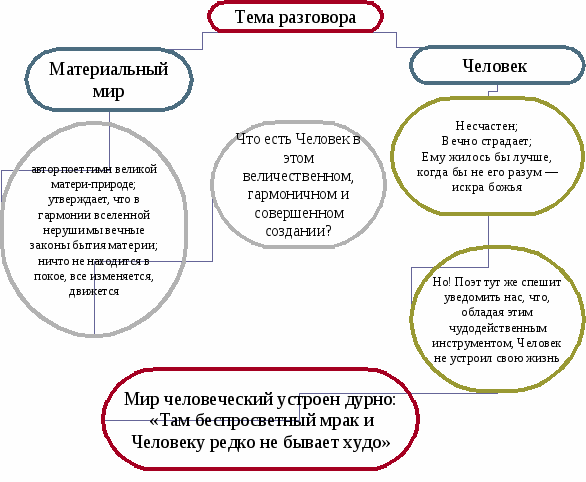 Тема разговора
Материальный
мир
Человек
автор поет гимн великой
матери-природе;
утверждает, что в
гармонии вселенной
нерушимы вечные
законы бытия материи;
ничто не находится в
покое, все изменяется,
движется
Что есть Человек в
этом
величественном,
гармоничном и
совершенном
создании?
Несчастен;
Вечно страдает;
Ему жилось бы лучше,
когда бы не его разум —
искра божья
Но! Поэт тут же спешит
уведомить нас, что,
обладая этим
чудодейственным
инструментом, Человек
не устроил свою жизнь
Мир человеческий устроен дурно:
«Там беспросветный мрак и
Человеку редко не бывает худо»